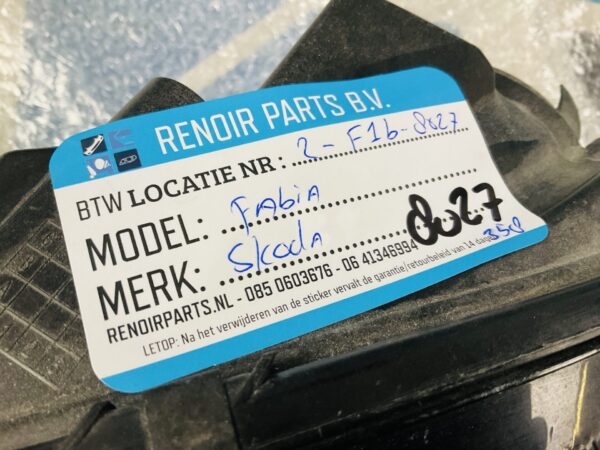 RENOIR PARTS B.V.
BTW LOCATIE NR: 2-F16-8027
MODEL: FABiA
MERK: SKODA 8027
RENOIRPARTS.NL - 085 0603676 - 06 41346994
350
LETOP: Na het verwijderen van de sticker vervalt de garantie/retourbeleid van 14 dagen